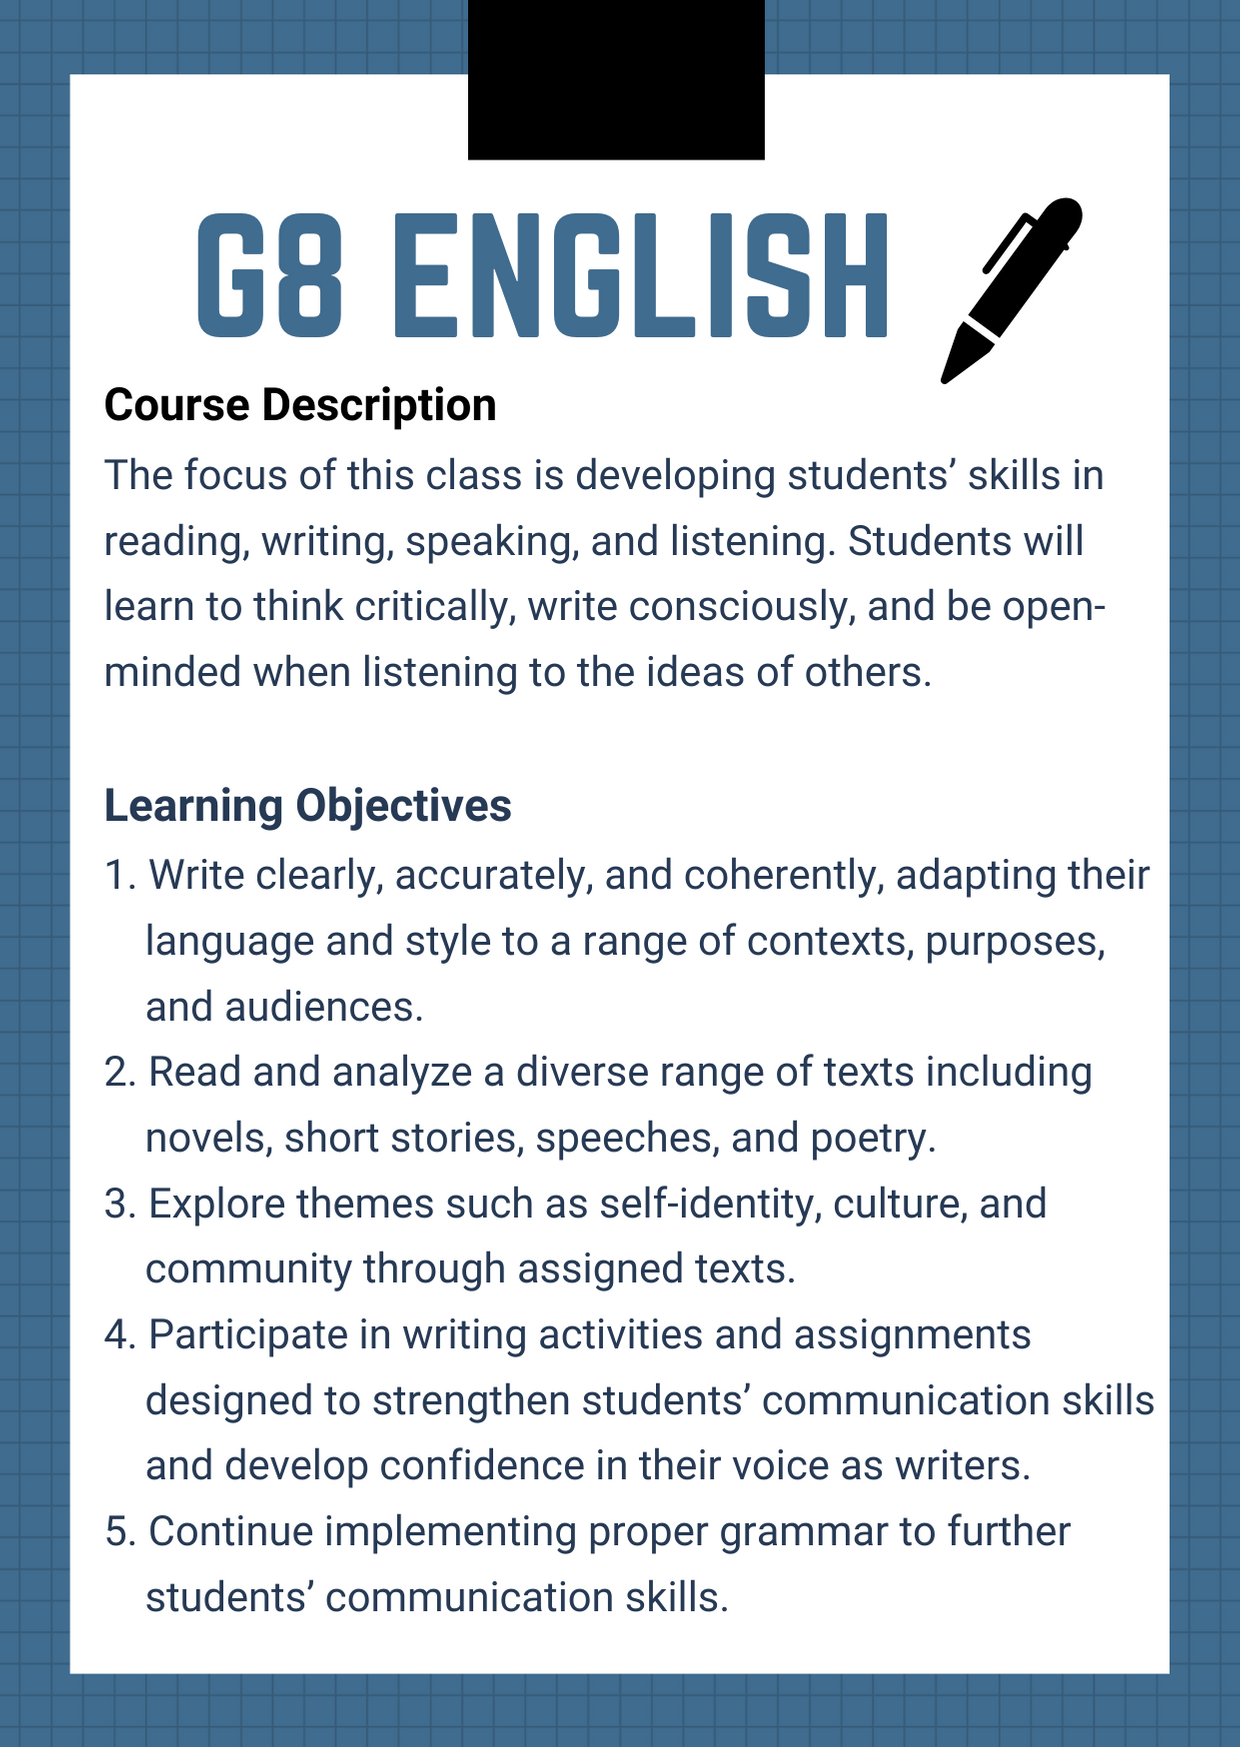 G8 ENGLISH
Course Description
The focus of this class is developing students’ skills in
reading, writing, speaking, and listening. Students will
learn to think critically, write consciously, and be open-
minded when listening to the ideas of others.
Learning Objectives
1. Write clearly, accurately, and coherently, adapting their
language and style to a range of contexts, purposes,
and audiences.
2. Read and analyze a diverse range of texts including
novels, short stories, speeches, and poetry.
3. Explore themes such as self-identity, culture, and
community through assigned texts.
4. Participate in writing activities and assignments
designed to strengthen students’ communication skills
and develop confidence in their voice as writers.
5. Continue implementing proper grammar to further
students’ communication skills.